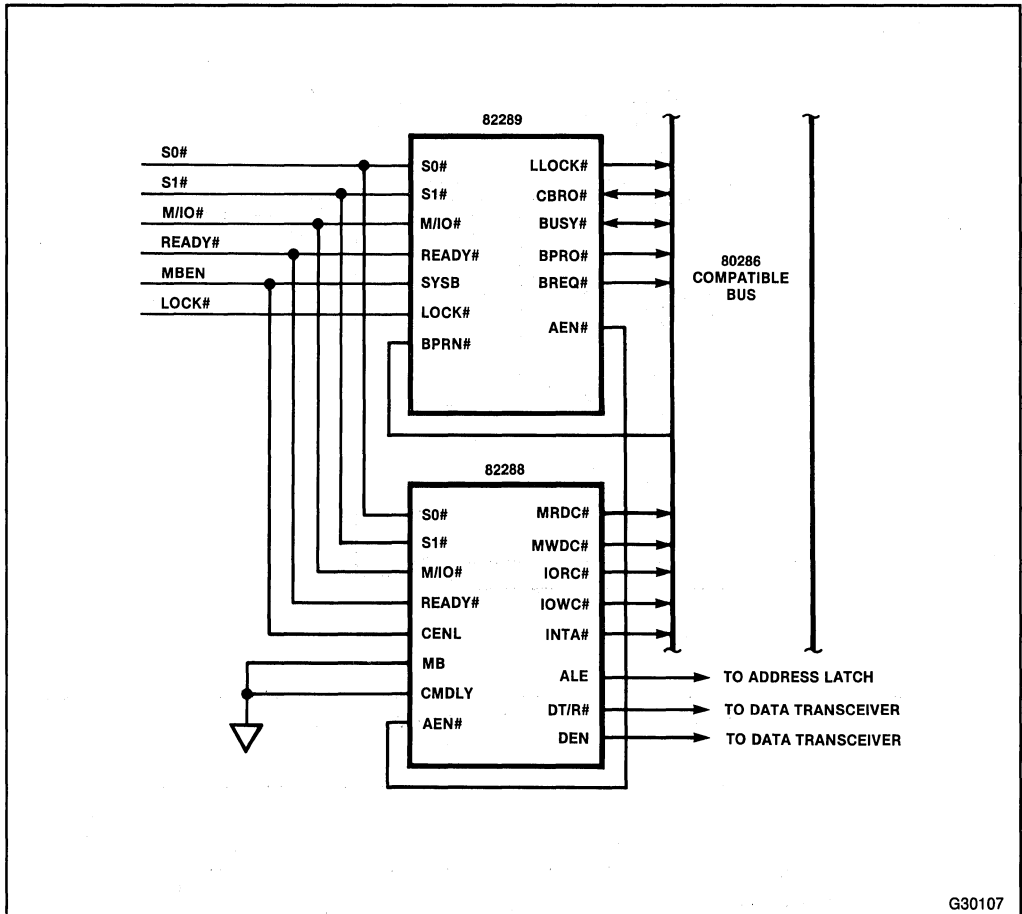 82289
S0#
S1#
M/IO#
READY#
MBEN
LOCK#
S0#
S1#
M/IO#
READY#
SYSB
LOCK#
BPRN#
LLOCK#
CBRO#
BUSY#
BPRO#
BREQ#
AEN#
80286
COMPATIBLE
BUS
82288
S0#
S1#
M/IO#
READY#
CENL
MB
CMDLY
AEN#
MRDC#
MWDC#
IORC#
IOWC#
INTA#
ALE
DT/R#
DEN
TO ADDRESS LATCH
TO DATA TRANSCEIVER
TO DATA TRANSCEIVER
G30107